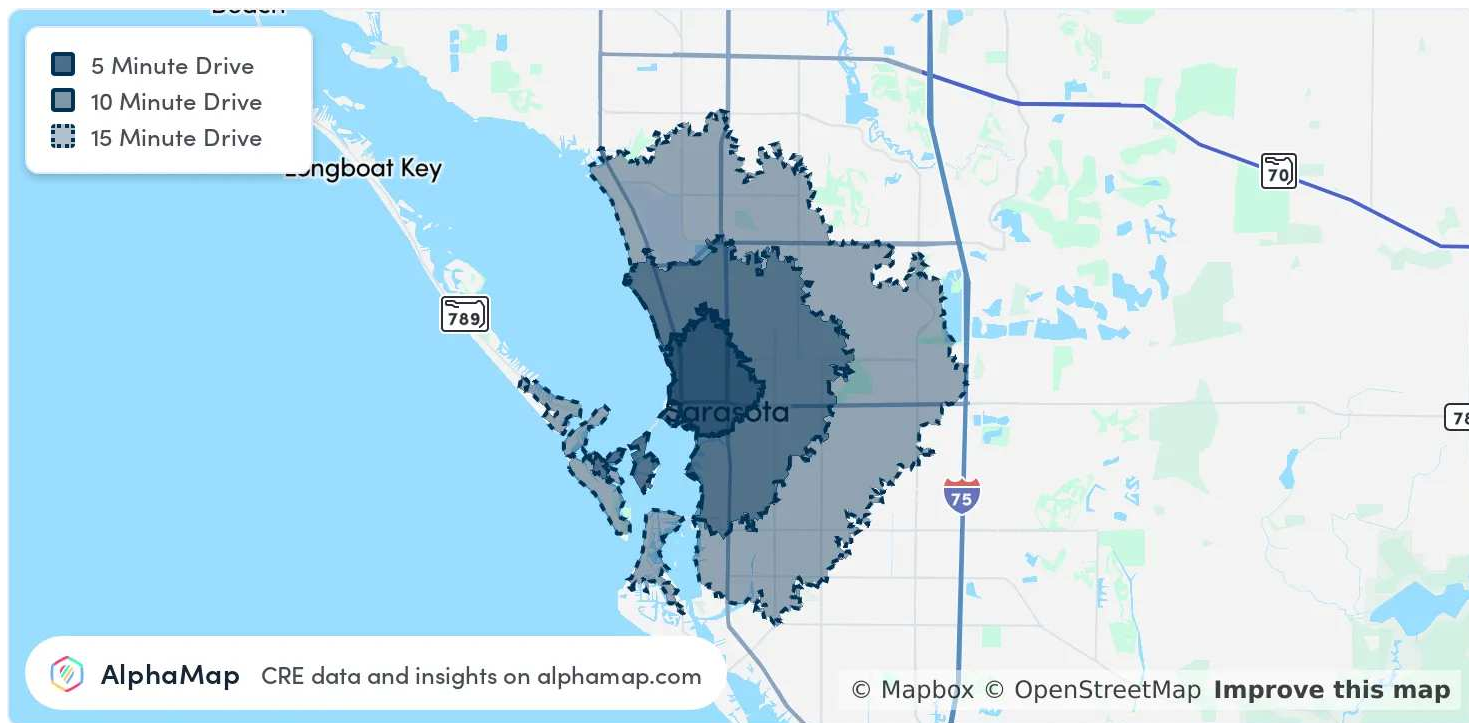 5 Minute Drive
10 Minute Drive
15 Minute Drive
Longboat Key
70
789
Sarasota
75
AlphaMap CRE data and insights on alphamap.com
© Mapbox © OpenStreetMap Improve this map